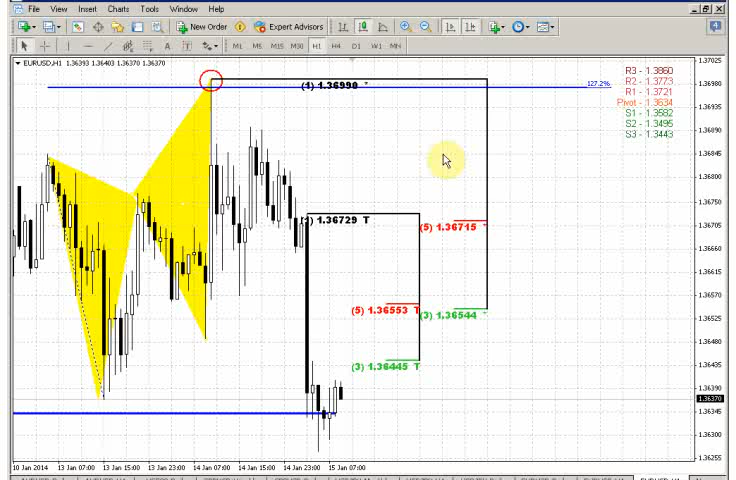 File View Insert Charts Tools Window Help
4
New Order Expert Advisors
A T M1 M5 M15 M30 H1 H4 D1 W1 MN
EURUSD,H1 1.36393 1.36403 1.36370 1.36370
1.37025
R3 - 1.3860
R2 - 1.3773
R1 - 1.3721
Pivot - 1.3634
S1 - 1.3582
S2 - 1.3495
S3 - 1.3443
127.2%
1.36980
(1) 1.36990
1.36935
1.36890
1.36845
1.36800
1.36750
1.36705
1.36729 T
(5) 1.36715
1.36660
1.36615
1.36570
(5) 1.36553 T
(3) 1.36544
1.36525
1.36480
1.36435
(3) 1.36445 T
1.36390
1.36370
1.36345
1.36300
1.36255
10 Jan 2014 13 Jan 07:00 13 Jan 15:00 13 Jan 23:00 14 Jan 07:00 14 Jan 15:00 14 Jan 23:00 15 Jan 07:00